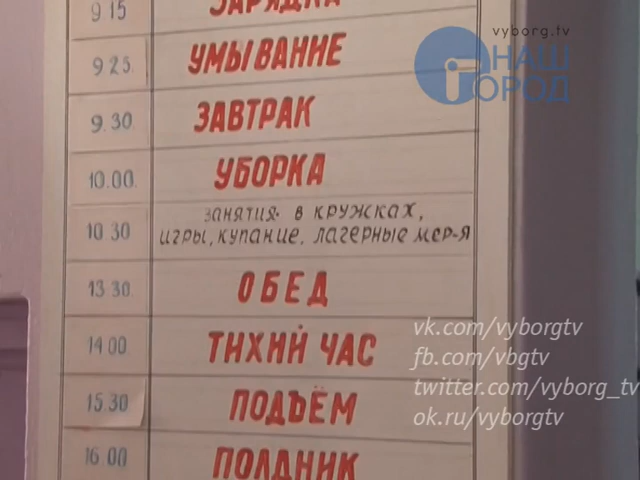 9 15 ЗАРЯДКА
vyborg.tv
НАШ
ГОРОД
9 25. УМЫВАНИЕ
9.30 ЗАВТРАК
10.00. УБОРКА
10.30 занятия в кружках,
игры, купание, лагерные мер-я
13 30. ОБЕД
14 00 ТИХИЙ ЧАС
15.30 ПОДЪЁМ
16.00 ПОЛДНИК
vk.com/vyborgtv
fb.com/vbgtv
twitter.com/vyborg_tv
ok.ru/vyborgtv